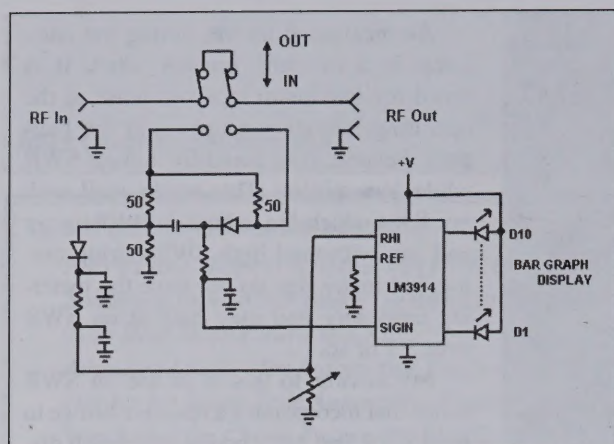 OUT
IN
RF In
RF Out
+V
50
50
50
RHI
REF
LM3914
SIGIN
D10
BAR GRAPH
DISPLAY
D1